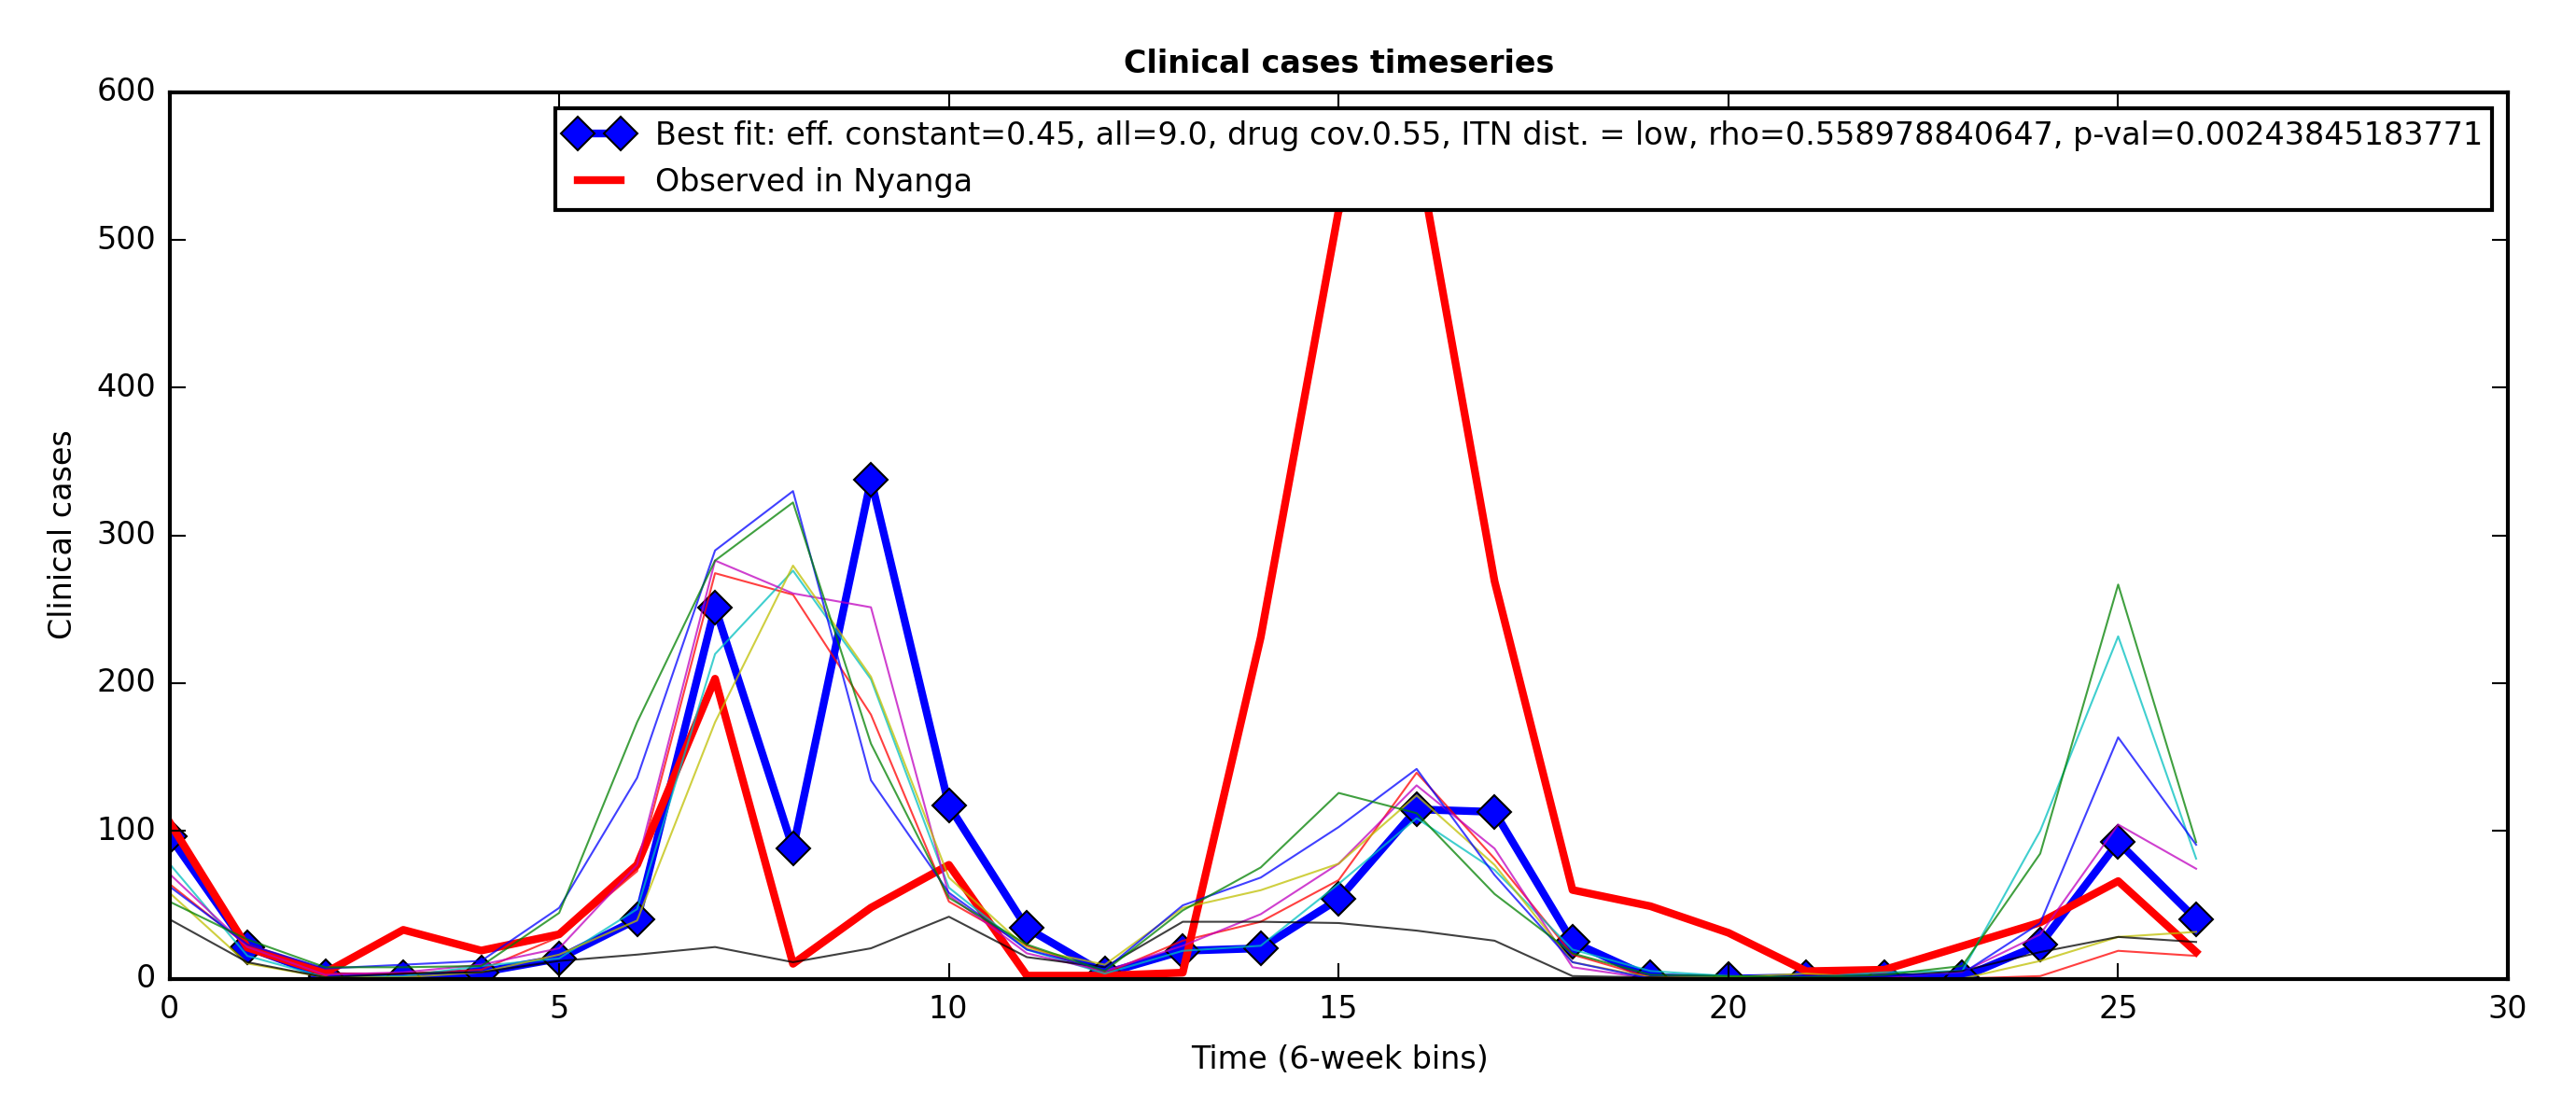 Clinical cases timeseries
600
500
400
300
200
100
0
Clinical cases
Best fit: eff. constant=0.45, all=9.0, drug cov.0.55, ITN dist. = low, rho=0.558978840647, p-val=0.00243845183771
Observed in Nyanga
0 5 10 15 20 25 30
Time (6-week bins)